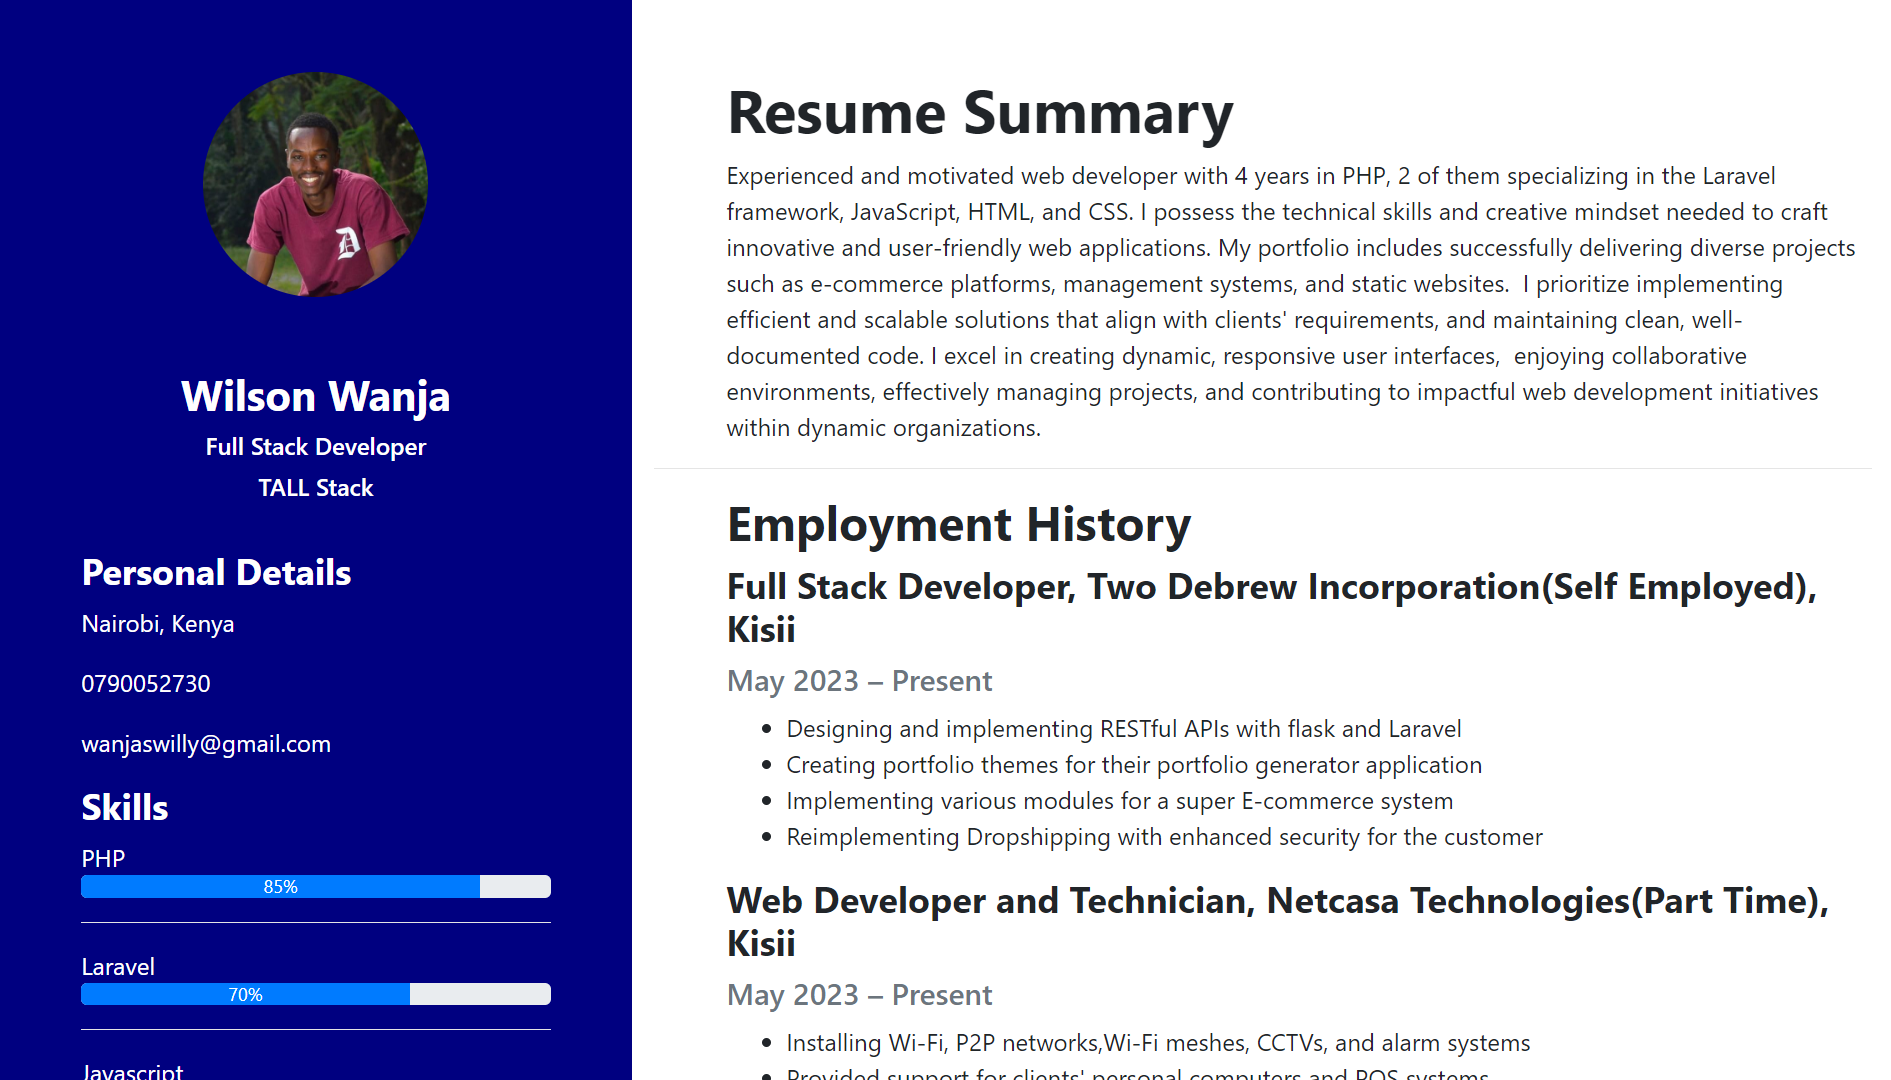 Wilson Wanja
Full Stack Developer
TALL Stack
Personal Details
Nairobi, Kenya
0790052730
wanjaswilly@gmail.com
Skills
PHP
85%
Laravel
70%
Javascript
Resume Summary
Experienced and motivated web developer with 4 years in PHP, 2 of them specializing in the Laravel
framework, JavaScript, HTML, and CSS. I possess the technical skills and creative mindset needed to craft
innovative and user-friendly web applications. My portfolio includes successfully delivering diverse projects
such as e-commerce platforms, management systems, and static websites.  I prioritize implementing
efficient and scalable solutions that align with clients' requirements, and maintaining clean, well-
documented code. I excel in creating dynamic, responsive user interfaces,  enjoying collaborative
environments, effectively managing projects, and contributing to impactful web development initiatives
within dynamic organizations.
Employment History
Full Stack Developer, Two Debrew Incorporation(Self Employed),
Kisii
May 2023 – Present
• Designing and implementing RESTful APIs with flask and Laravel
• Creating portfolio themes for their portfolio generator application
• Implementing various modules for a super E-commerce system
• Reimplementing Dropshipping with enhanced security for the customer
Web Developer and Technician, Netcasa Technologies(Part Time),
Kisii
May 2023 – Present
• Installing Wi-Fi, P2P networks,Wi-Fi meshes, CCTVs, and alarm systems
• Provided support for clients' personal computers and POS systems